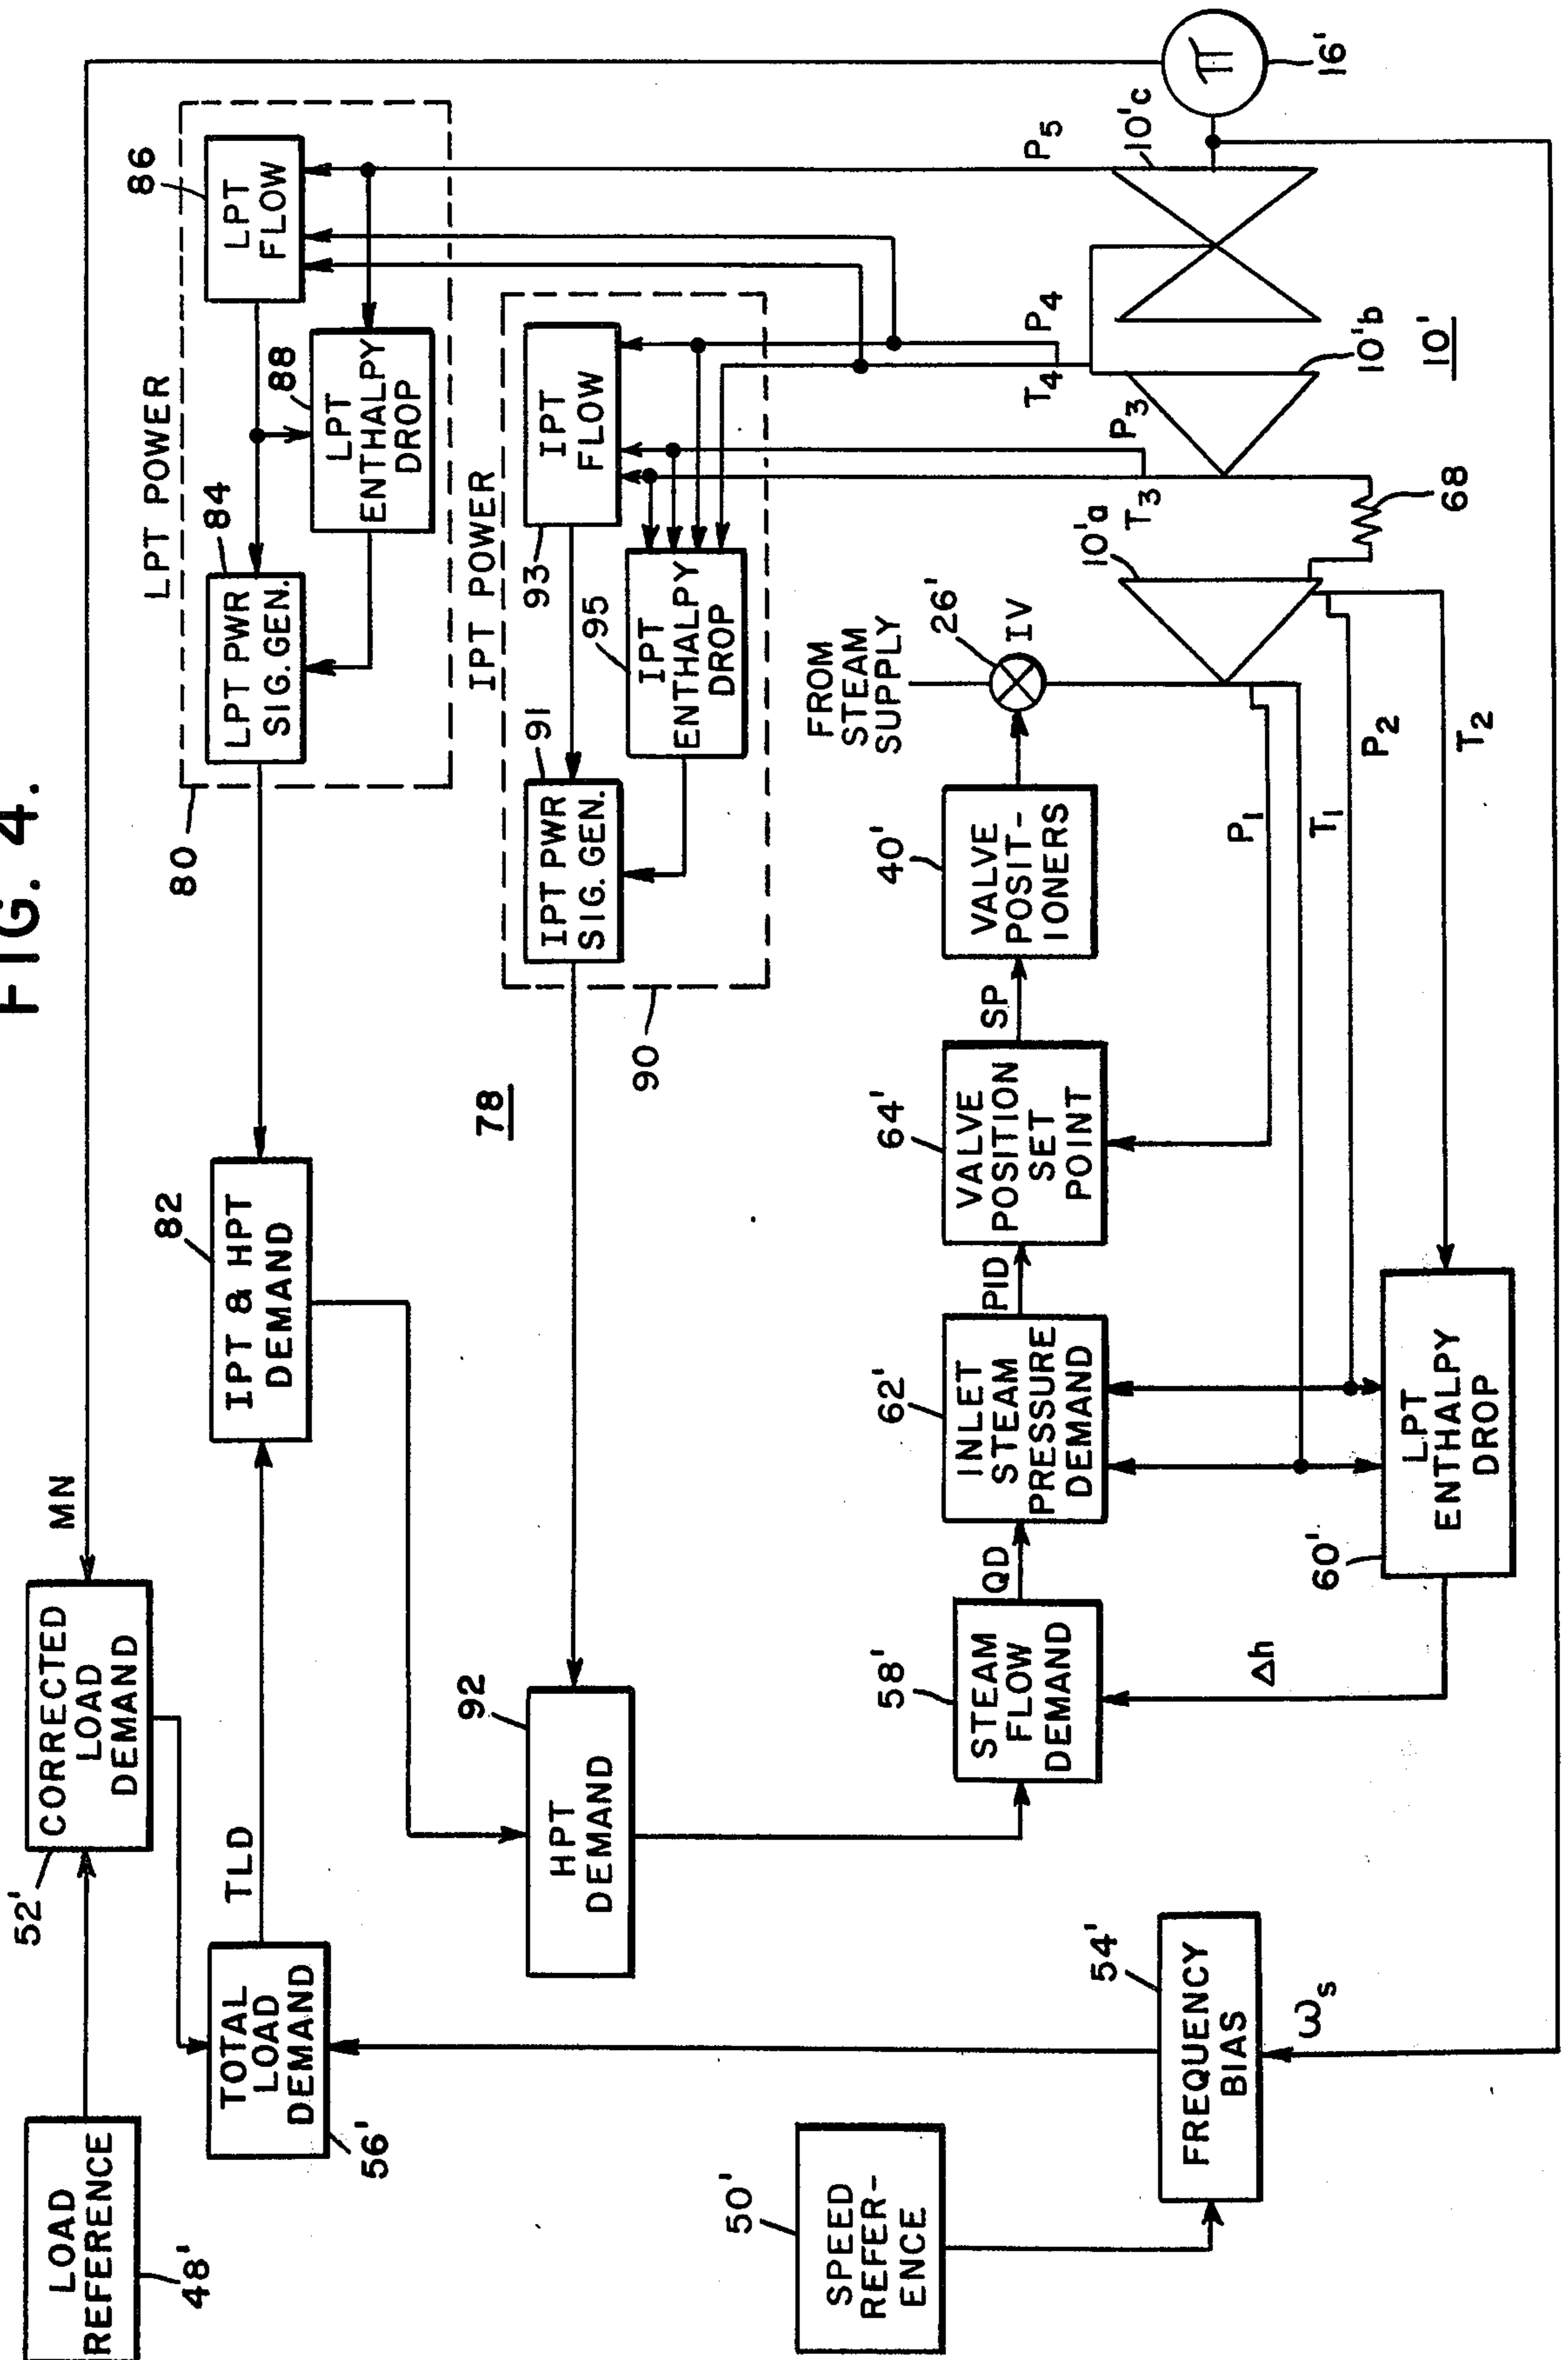 FIG. 4.
LOAD
REFERENCE
48'
52'
CORRECTED
LOAD
DEMAND
MN
TOTAL
LOAD
DEMAND
56'
TLD
82
IPT & HPT
DEMAND
80
LPT POWER
84
LPT PWR
SIG. GEN.
86
LPT
FLOW
88
LPT
ENTHALPY
DROP
92
HPT
DEMAND
78
90
IPT POWER
91
IPT PWR
SIG. GEN.
93
IPT
FLOW
95
IPT
ENTHALPY
DROP
50'
SPEED
REFER-
ENCE
54'
FREQUENCY
BIAS
ωs
58'
STEAM
FLOW
DEMAND
QD
62'
INLET
STEAM
PRESSURE
DEMAND
PID
64'
VALVE
POSITION
SET
POINT
SP
40'
VALVE
POSIT-
IONERS
FROM
STEAM
SUPPLY
26'
IV
60'
LPT
ENTHALPY
DROP
Δh
P1
T1
P2
T2
10'a
T3
P3
68
T4
P4
10'b
10'
P5
10'c
16'